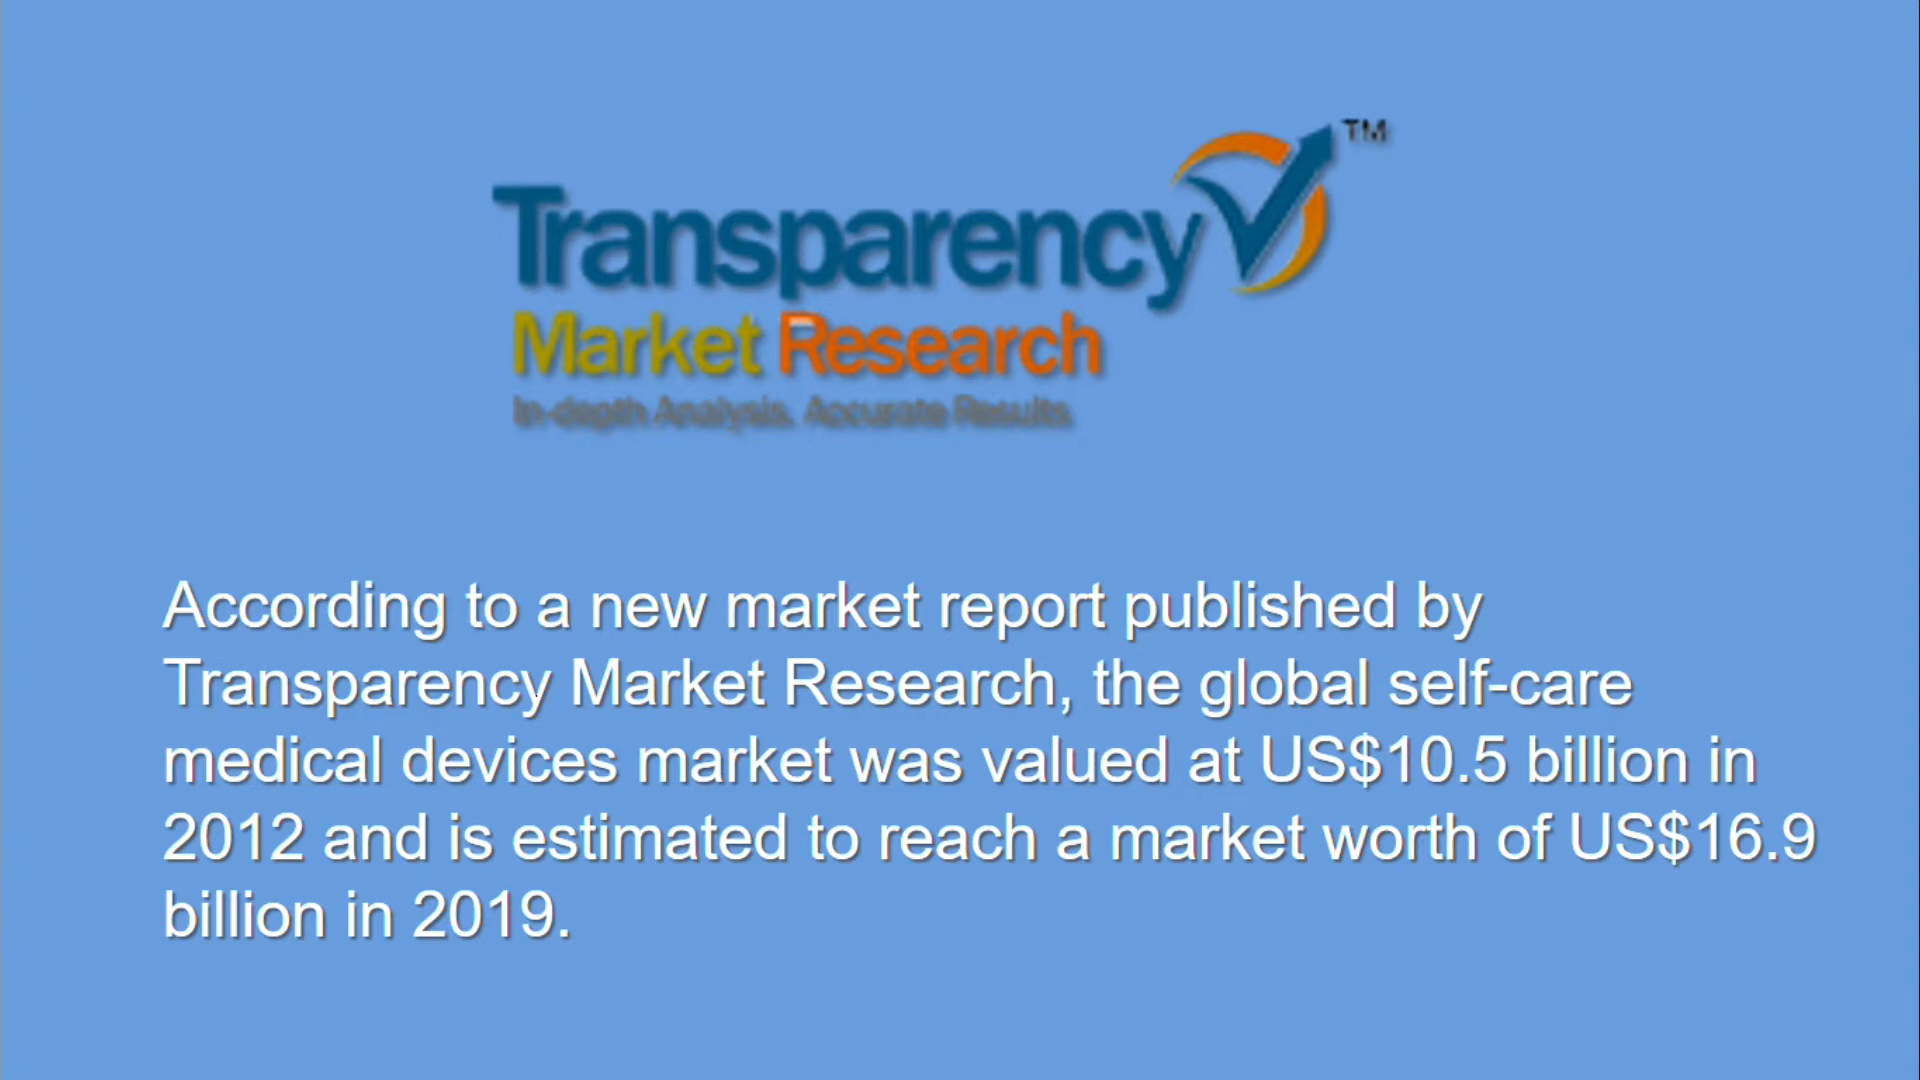 Transparency TM
Market Research
In-depth Analysis. Accurate Results.
According to a new market report published by
Transparency Market Research, the global self-care
medical devices market was valued at US$10.5 billion in
2012 and is estimated to reach a market worth of US$16.9
billion in 2019.